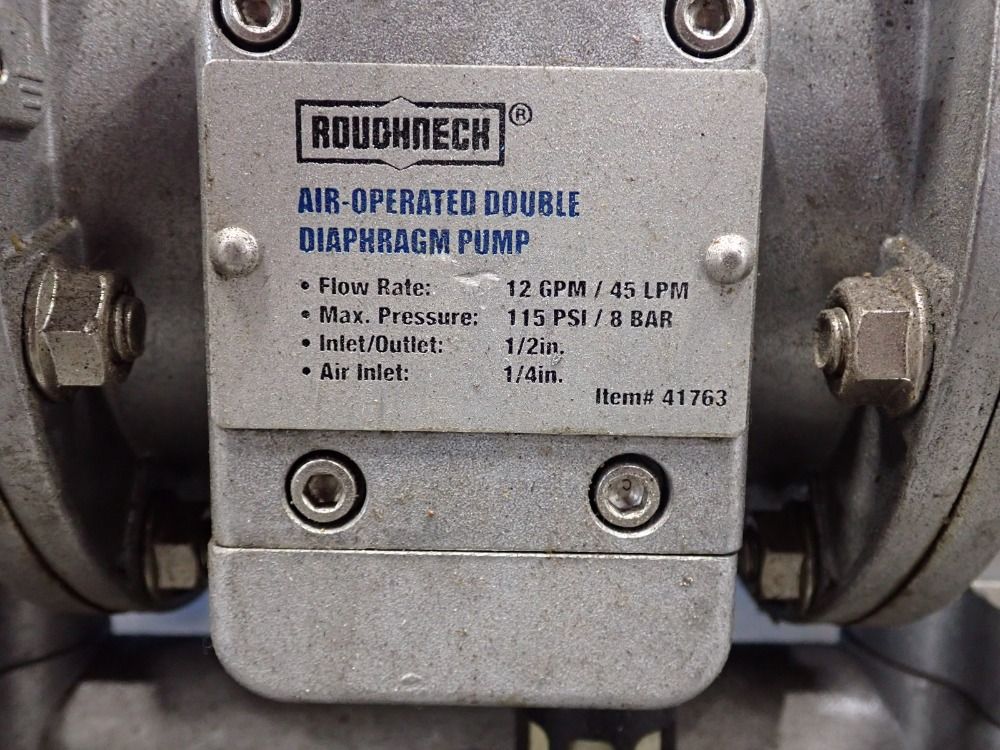 ROUGHNECK®
AIR-OPERATED DOUBLE
DIAPHRAGM PUMP
• Flow Rate: 12 GPM / 45 LPM
• Max. Pressure: 115 PSI / 8 BAR
• Inlet/Outlet: 1/2in.
• Air Inlet: 1/4in.
Item# 41763